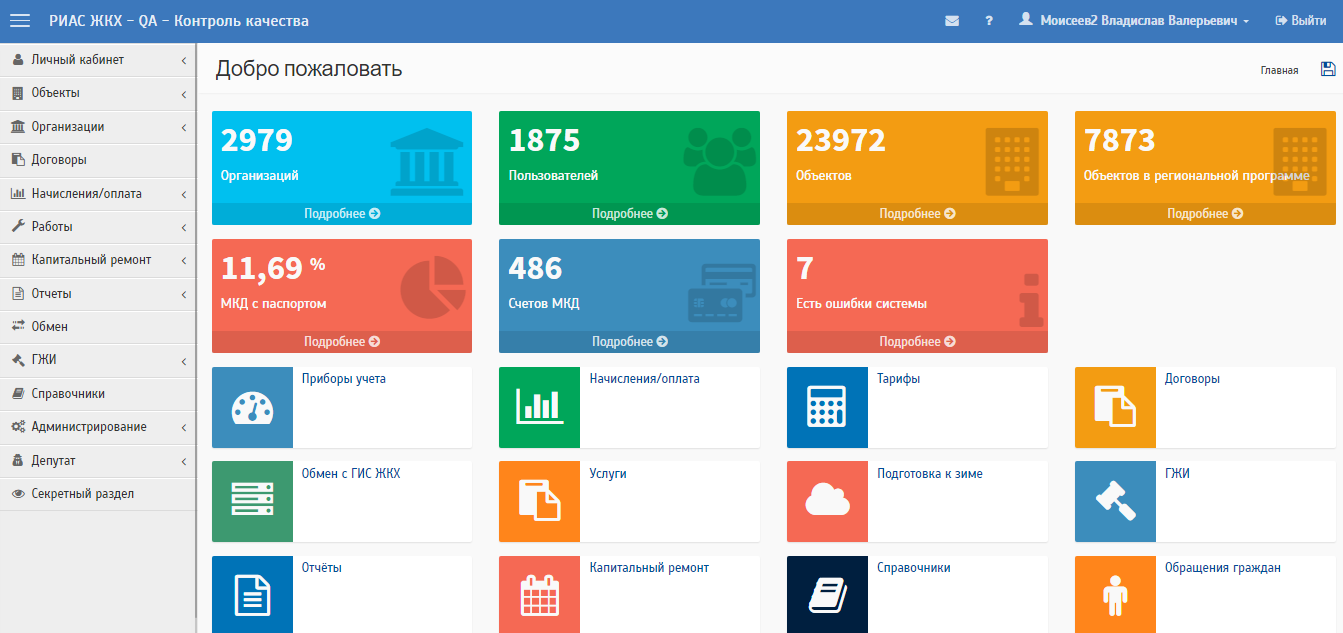 РИАС ЖКХ - QA - Контроль качества
? Моисеев2 Владислав Валерьевич Выйти
Личный кабинет
Объекты
Организации
Договоры
Начисления/оплата
Работы
Капитальный ремонт
Отчеты
Обмен
ГЖИ
Справочники
Администрирование
Депутат
Секретный раздел
Добро пожаловать
Главная
2979
Организаций
Подробнее
1875
Пользователей
Подробнее
23972
Объектов
Подробнее
7873
Объектов в региональной программе
Подробнее
11,69 %
МКД с паспортом
Подробнее
486
Счетов МКД
Подробнее
7
Есть ошибки системы
Подробнее
Приборы учета
Начисления/оплата
Тарифы
Договоры
Обмен с ГИС ЖКХ
Услуги
Подготовка к зиме
ГЖИ
Отчёты
Капитальный ремонт
Справочники
Обращения граждан